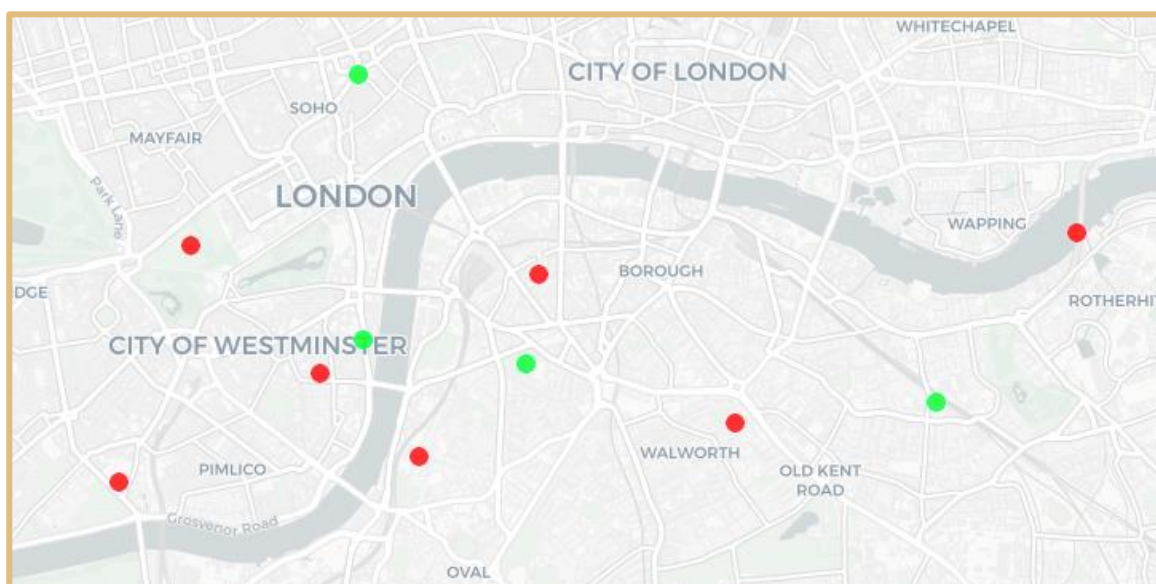 WHITECHAPEL
CITY OF LONDON
SOHO
MAYFAIR
Park Lane
LONDON
WAPPING
BOROUGH
DGE
ROTHERHIT
CITY OF WESTMINSTER
WALWORTH
PIMLICO
OLD KENT
ROAD
Grosvenor Road
OVAL